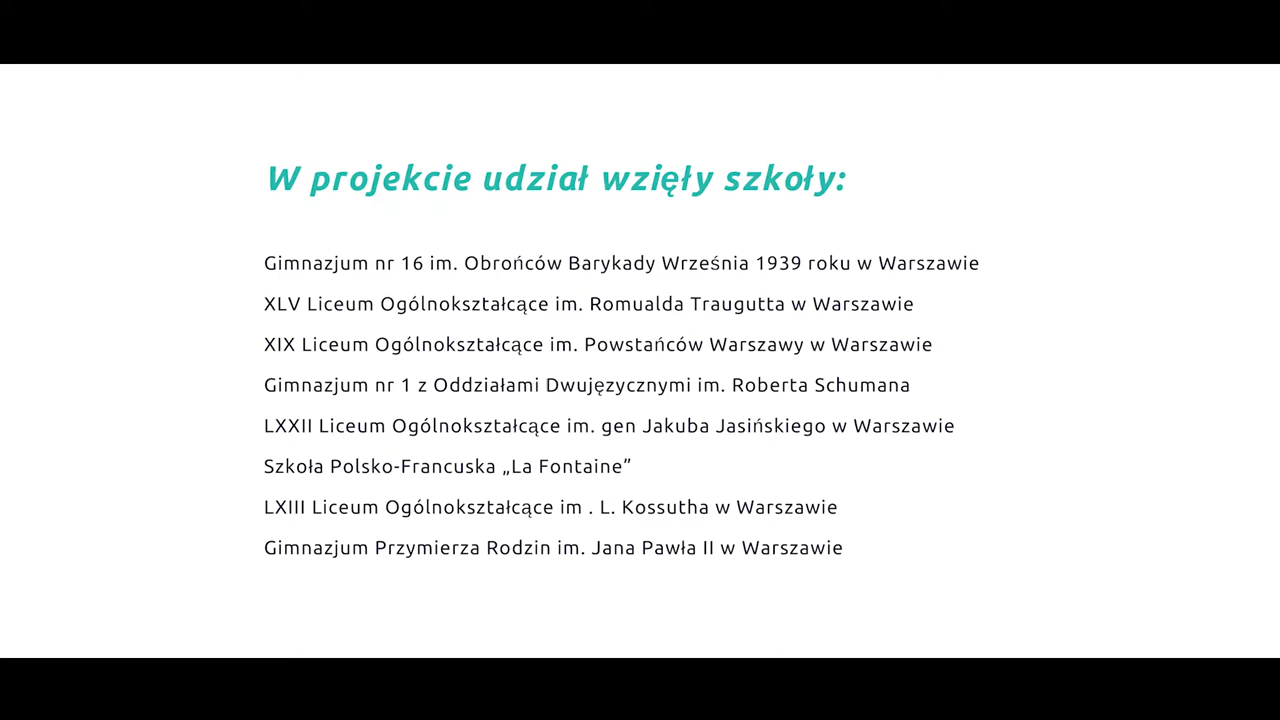 W projekcie udział wzięły szkoły:
Gimnazjum nr 16 im. Obrońców Barykady Września 1939 roku w Warszawie
XLV Liceum Ogólnokształcące im. Romualda Traugutta w Warszawie
XIX Liceum Ogólnokształcące im. Powstańców Warszawy w Warszawie
Gimnazjum nr 1 z Oddziałami Dwujęzycznymi im. Roberta Schumana
LXXII Liceum Ogólnokształcące im. gen Jakuba Jasińskiego w Warszawie
Szkoła Polsko-Francuska „La Fontaine”
LXIII Liceum Ogólnokształcące im . L. Kossutha w Warszawie
Gimnazjum Przymierza Rodzin im. Jana Pawła II w Warszawie